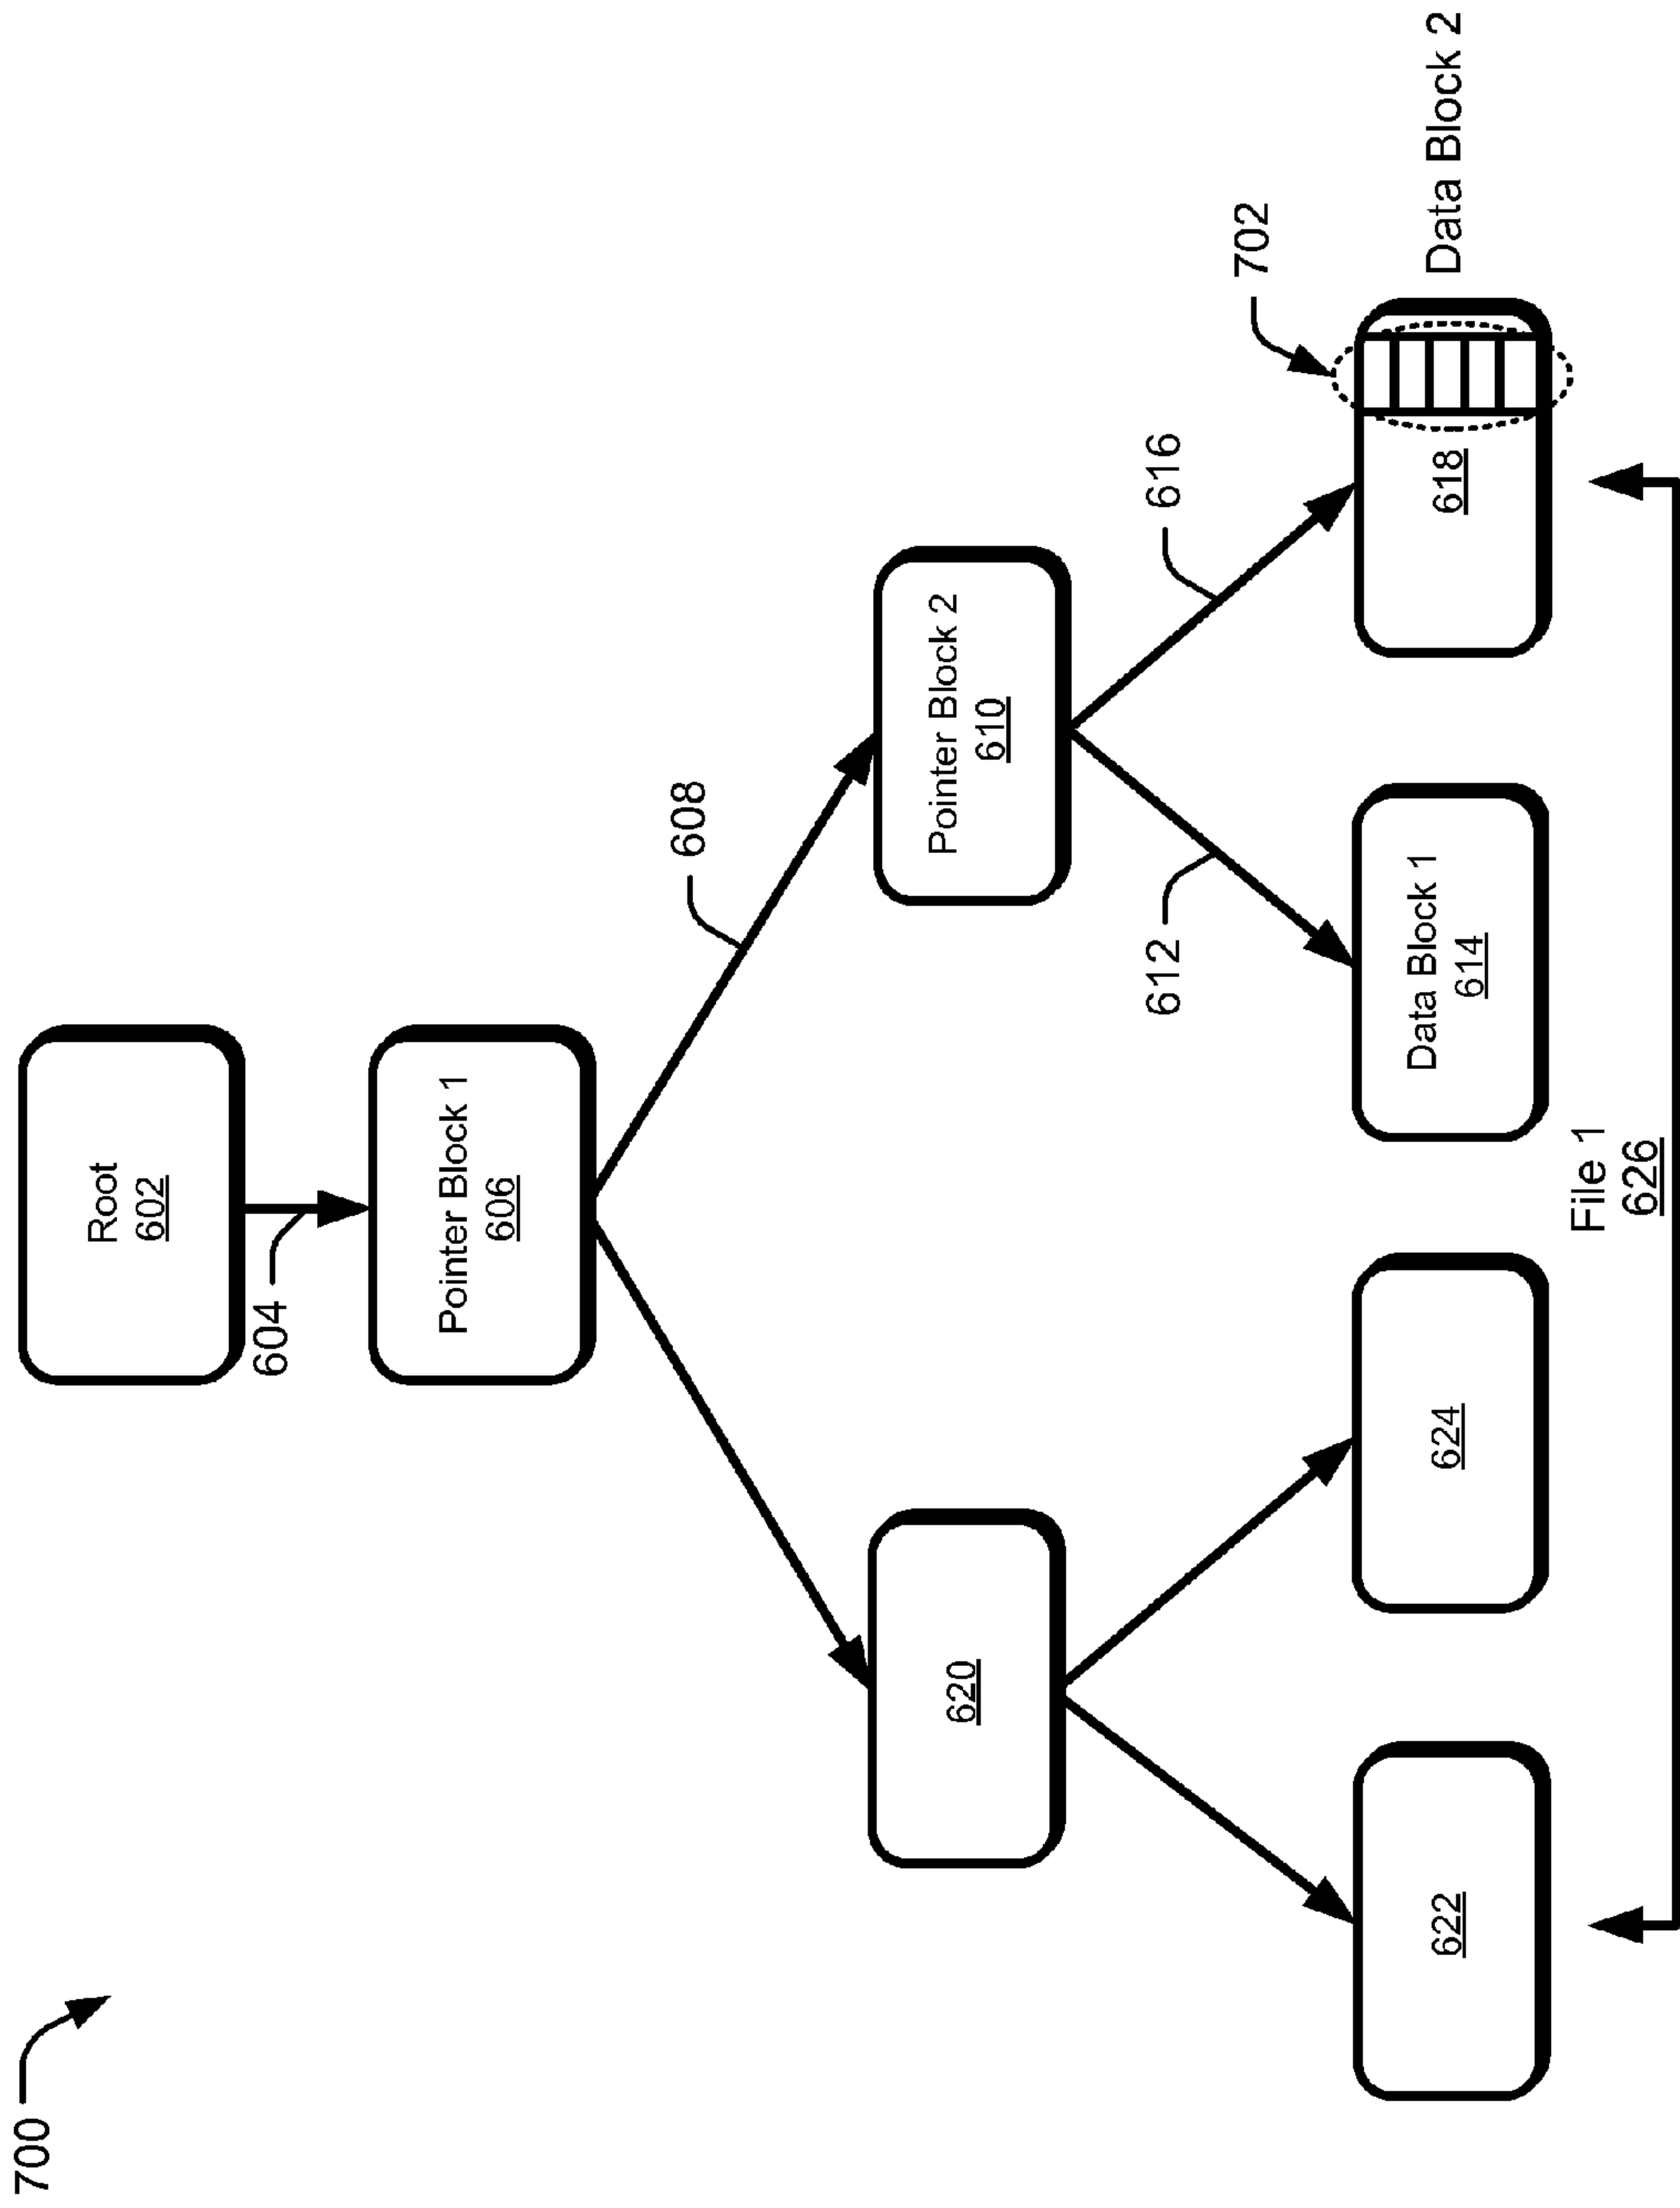 700
Root
602
604
Pointer Block 1
606
608
620
Pointer Block 2
610
612
616
702
622
624
Data Block 1
614
618
Data Block 2
File 1
626